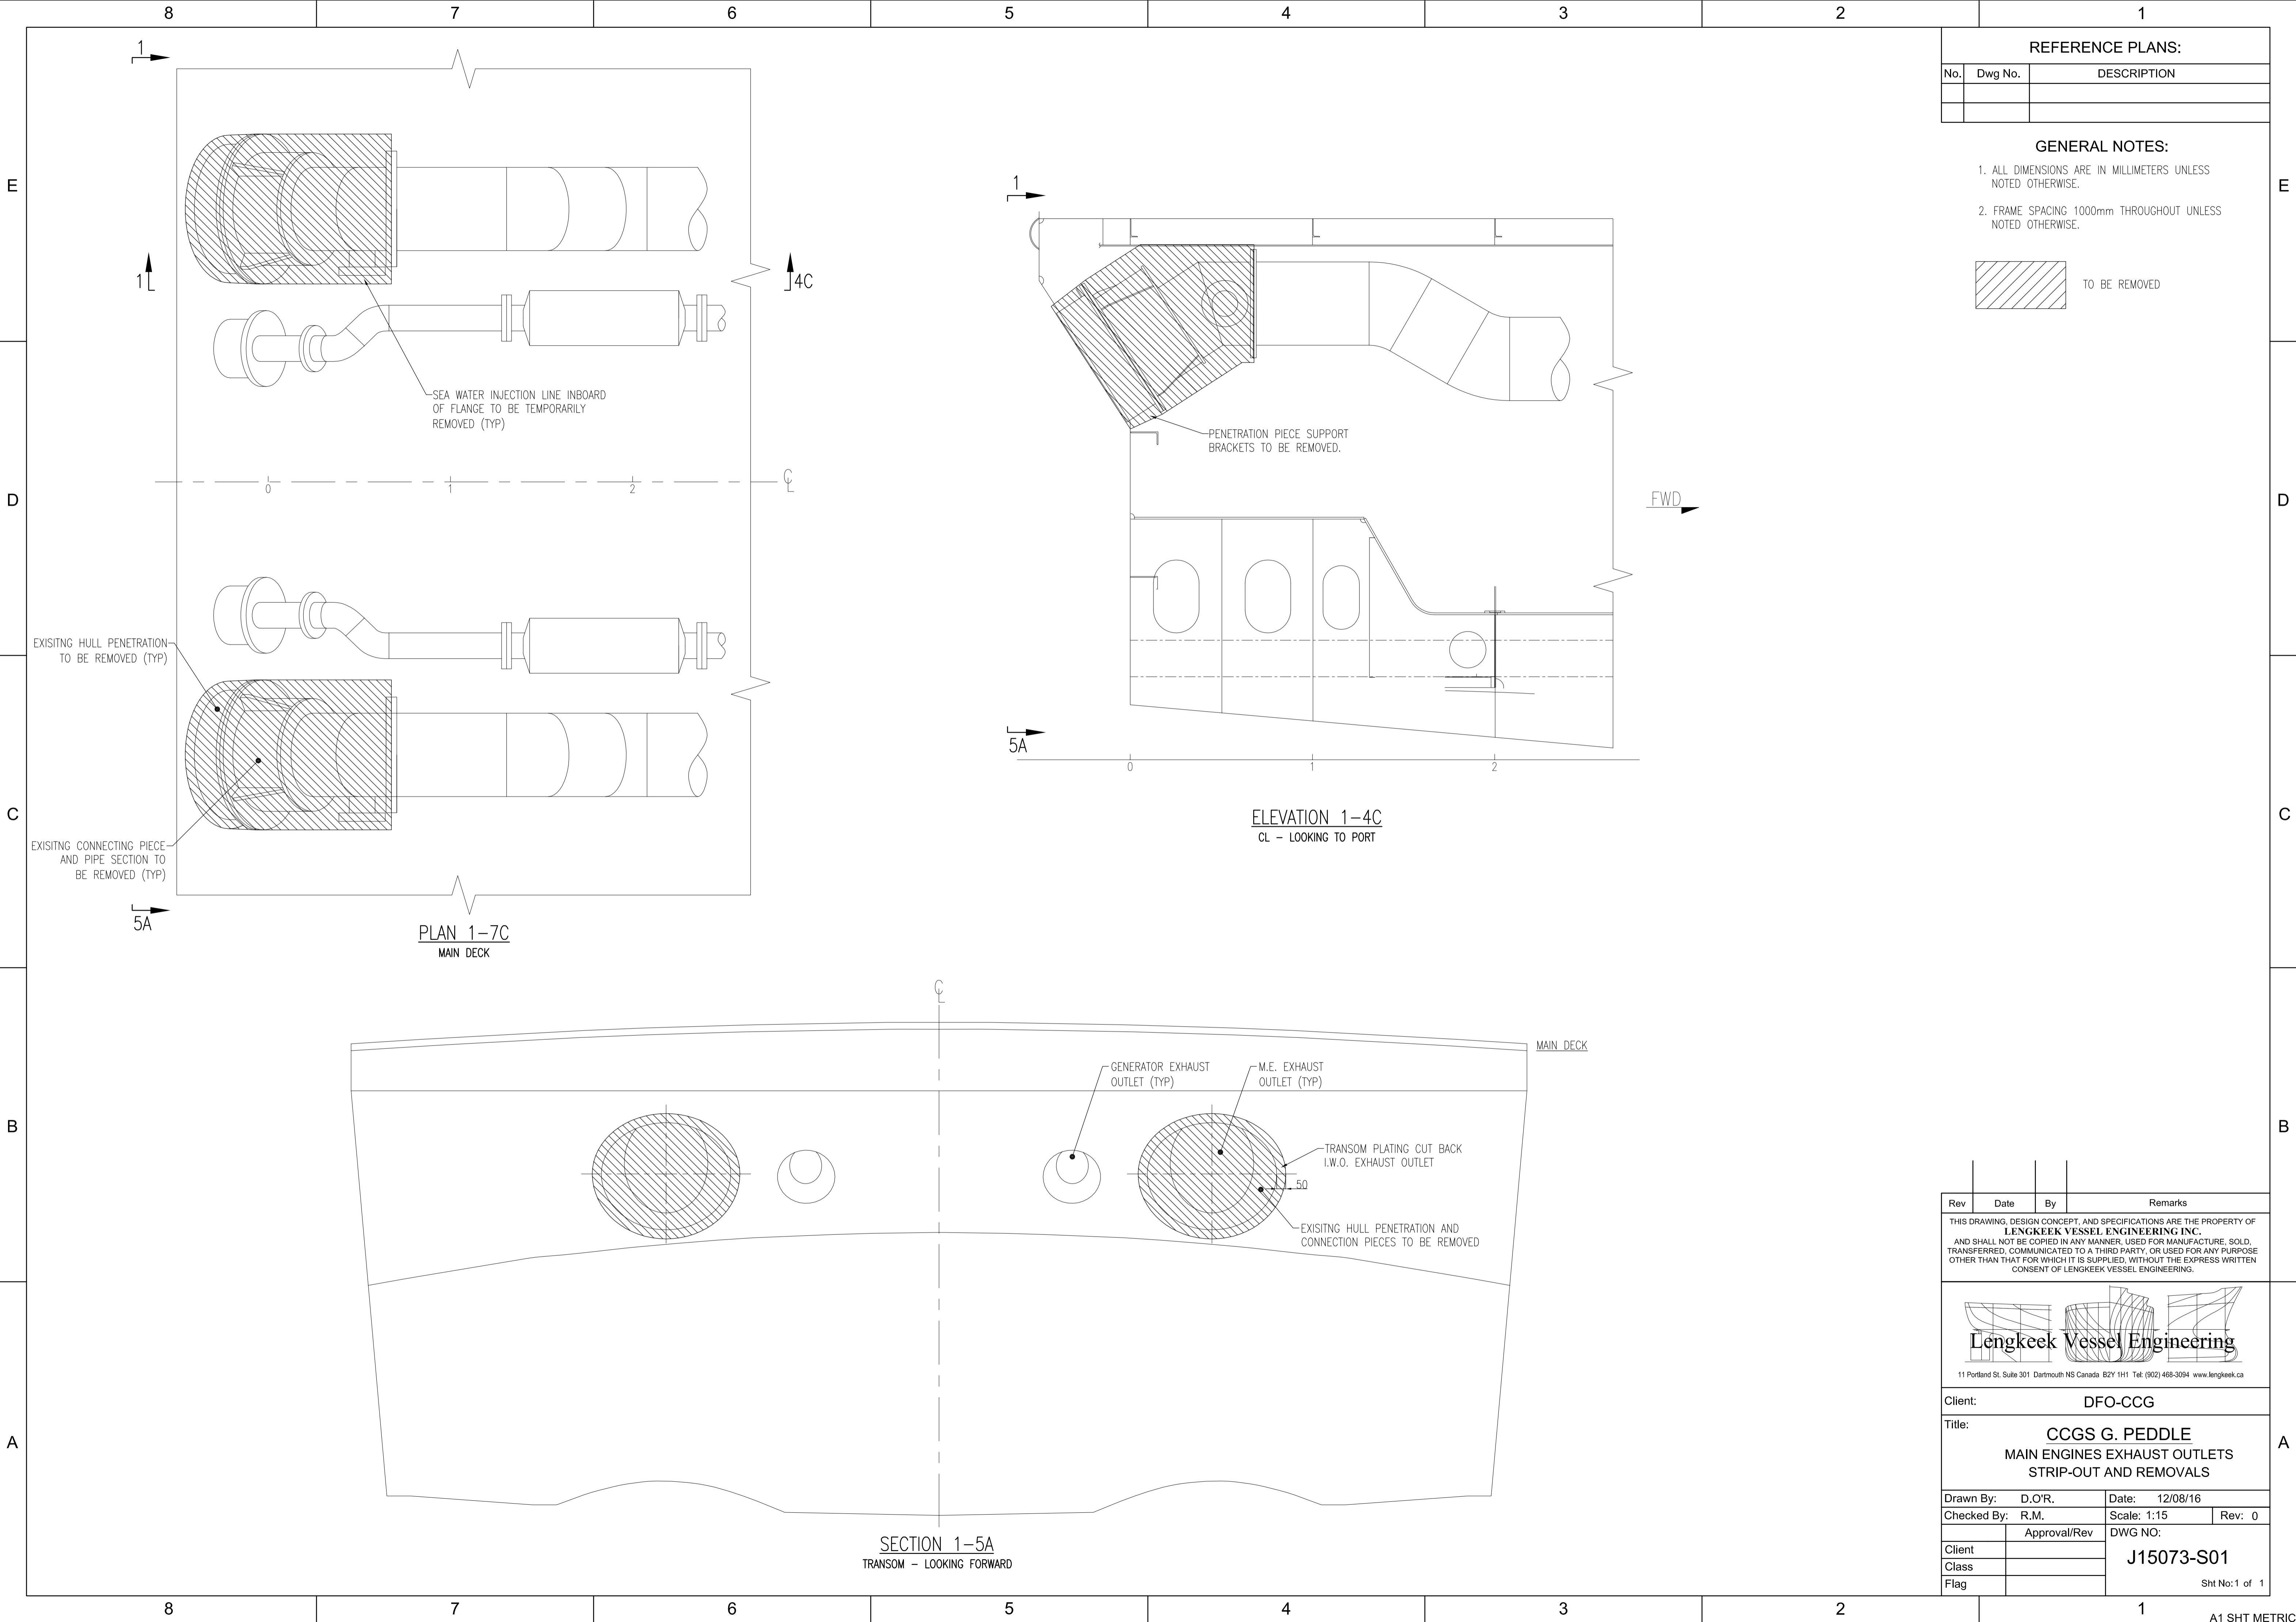 8 7 6 5 4 3 2 1
E
D
C
B
A
1
1
4C
SEA WATER INJECTION LINE INBOARD
OF FLANGE TO BE TEMPORARILY
REMOVED (TYP)
0 1 2
CL
EXISITNG HULL PENETRATION
TO BE REMOVED (TYP)
EXISITNG CONNECTING PIECE
AND PIPE SECTION TO
BE REMOVED (TYP)
5A
PLAN 1-7C
MAIN DECK
1
PENETRATION PIECE SUPPORT
BRACKETS TO BE REMOVED.
FWD
5A
0 1 2
ELEVATION 1-4C
CL - LOOKING TO PORT
CL
MAIN DECK
GENERATOR EXHAUST
OUTLET (TYP)
M.E. EXHAUST
OUTLET (TYP)
TRANSOM PLATING CUT BACK
I.W.O. EXHAUST OUTLET
50
EXISITNG HULL PENETRATION AND
CONNECTION PIECES TO BE REMOVED
SECTION 1-5A
TRANSOM - LOOKING FORWARD
REFERENCE PLANS:
No. Dwg No. DESCRIPTION
GENERAL NOTES:
1. ALL DIMENSIONS ARE IN MILLIMETERS UNLESS
NOTED OTHERWISE.
2. FRAME SPACING 1000mm THROUGHOUT UNLESS
NOTED OTHERWISE.
TO BE REMOVED
Rev Date By Remarks
THIS DRAWING, DESIGN CONCEPT, AND SPECIFICATIONS ARE THE PROPERTY OF
LENGKEEK VESSEL ENGINEERING INC.
AND SHALL NOT BE COPIED IN ANY MANNER, USED FOR MANUFACTURE, SOLD,
TRANSFERRED, COMMUNICATED TO A THIRD PARTY, OR USED FOR ANY PURPOSE
OTHER THAN THAT FOR WHICH IT IS SUPPLIED, WITHOUT THE EXPRESS WRITTEN
CONSENT OF LENGKEEK VESSEL ENGINEERING.
Lengkeek Vessel Engineering
11 Portland St. Suite 301 Dartmouth NS Canada B2Y 1H1 Tel: (902) 468-3094 www.lengkeek.ca
Client: DFO-CCG
Title:
CCGS G. PEDDLE
MAIN ENGINES EXHAUST OUTLETS
STRIP-OUT AND REMOVALS
Drawn By: D.O'R. Date: 12/08/16
Checked By: R.M. Scale: 1:15 Rev: 0
Approval/Rev DWG NO:
Client
J15073-S01
Class
Flag
Sht No: 1 of 1
E
D
C
B
A
8 7 6 5 4 3 2 1
A1 SHT METRIC